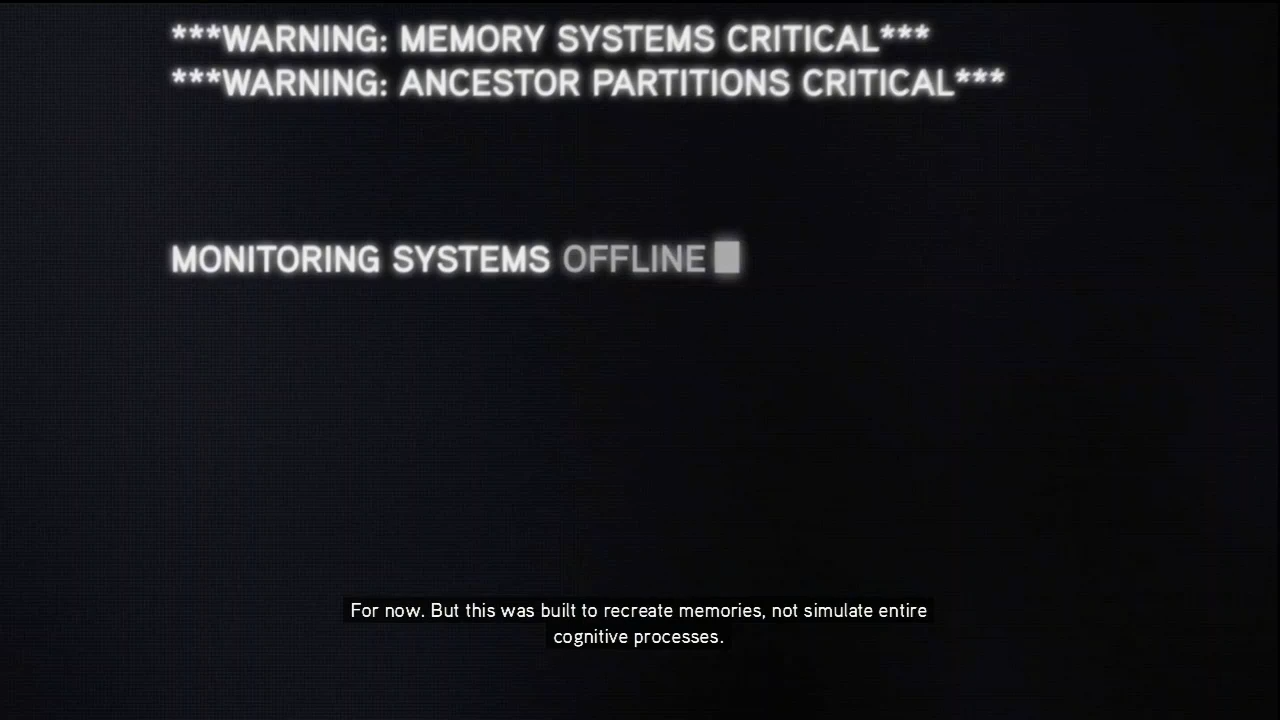 ***WARNING: MEMORY SYSTEMS CRITICAL***
***WARNING: ANCESTOR PARTITIONS CRITICAL***
MONITORING SYSTEMS OFFLINE
For now. But this was built to recreate memories, not simulate entire
cognitive processes.